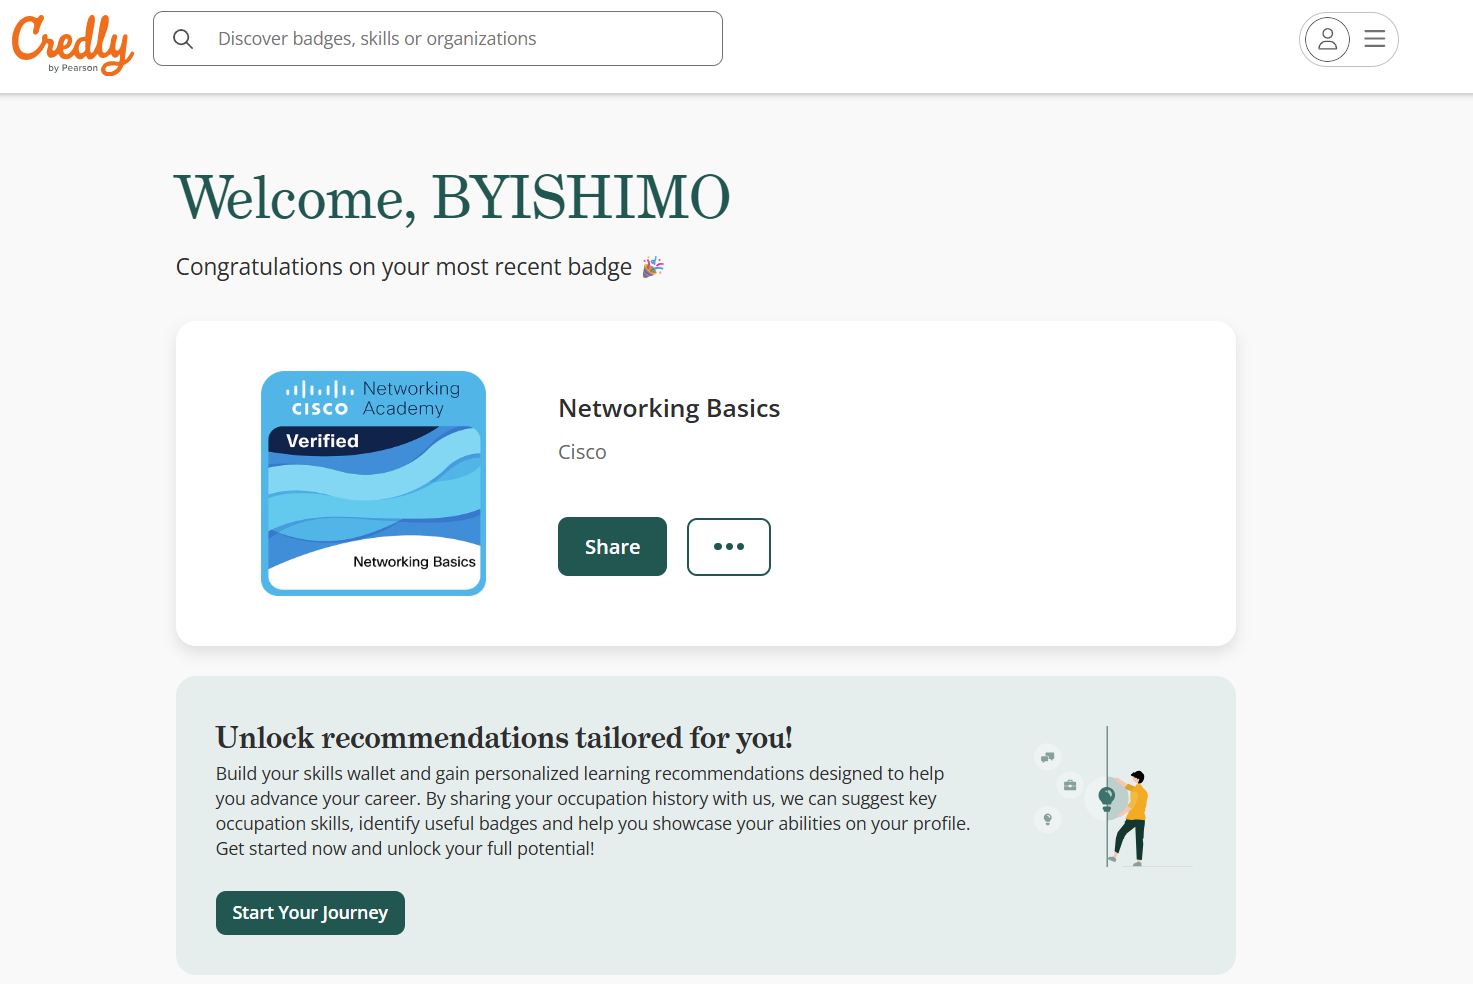 Credly
by Pearson
Discover badges, skills or organizations
Welcome, BYISHIMO
Congratulations on your most recent badge 🎉
CISCO Networking
Academy
Verified
Networking Basics
Networking Basics
Cisco
Share
•••
Unlock recommendations tailored for you!
Build your skills wallet and gain personalized learning recommendations designed to help
you advance your career. By sharing your occupation history with us, we can suggest key
occupation skills, identify useful badges and help you showcase your abilities on your profile.
Get started now and unlock your full potential!
Start Your Journey